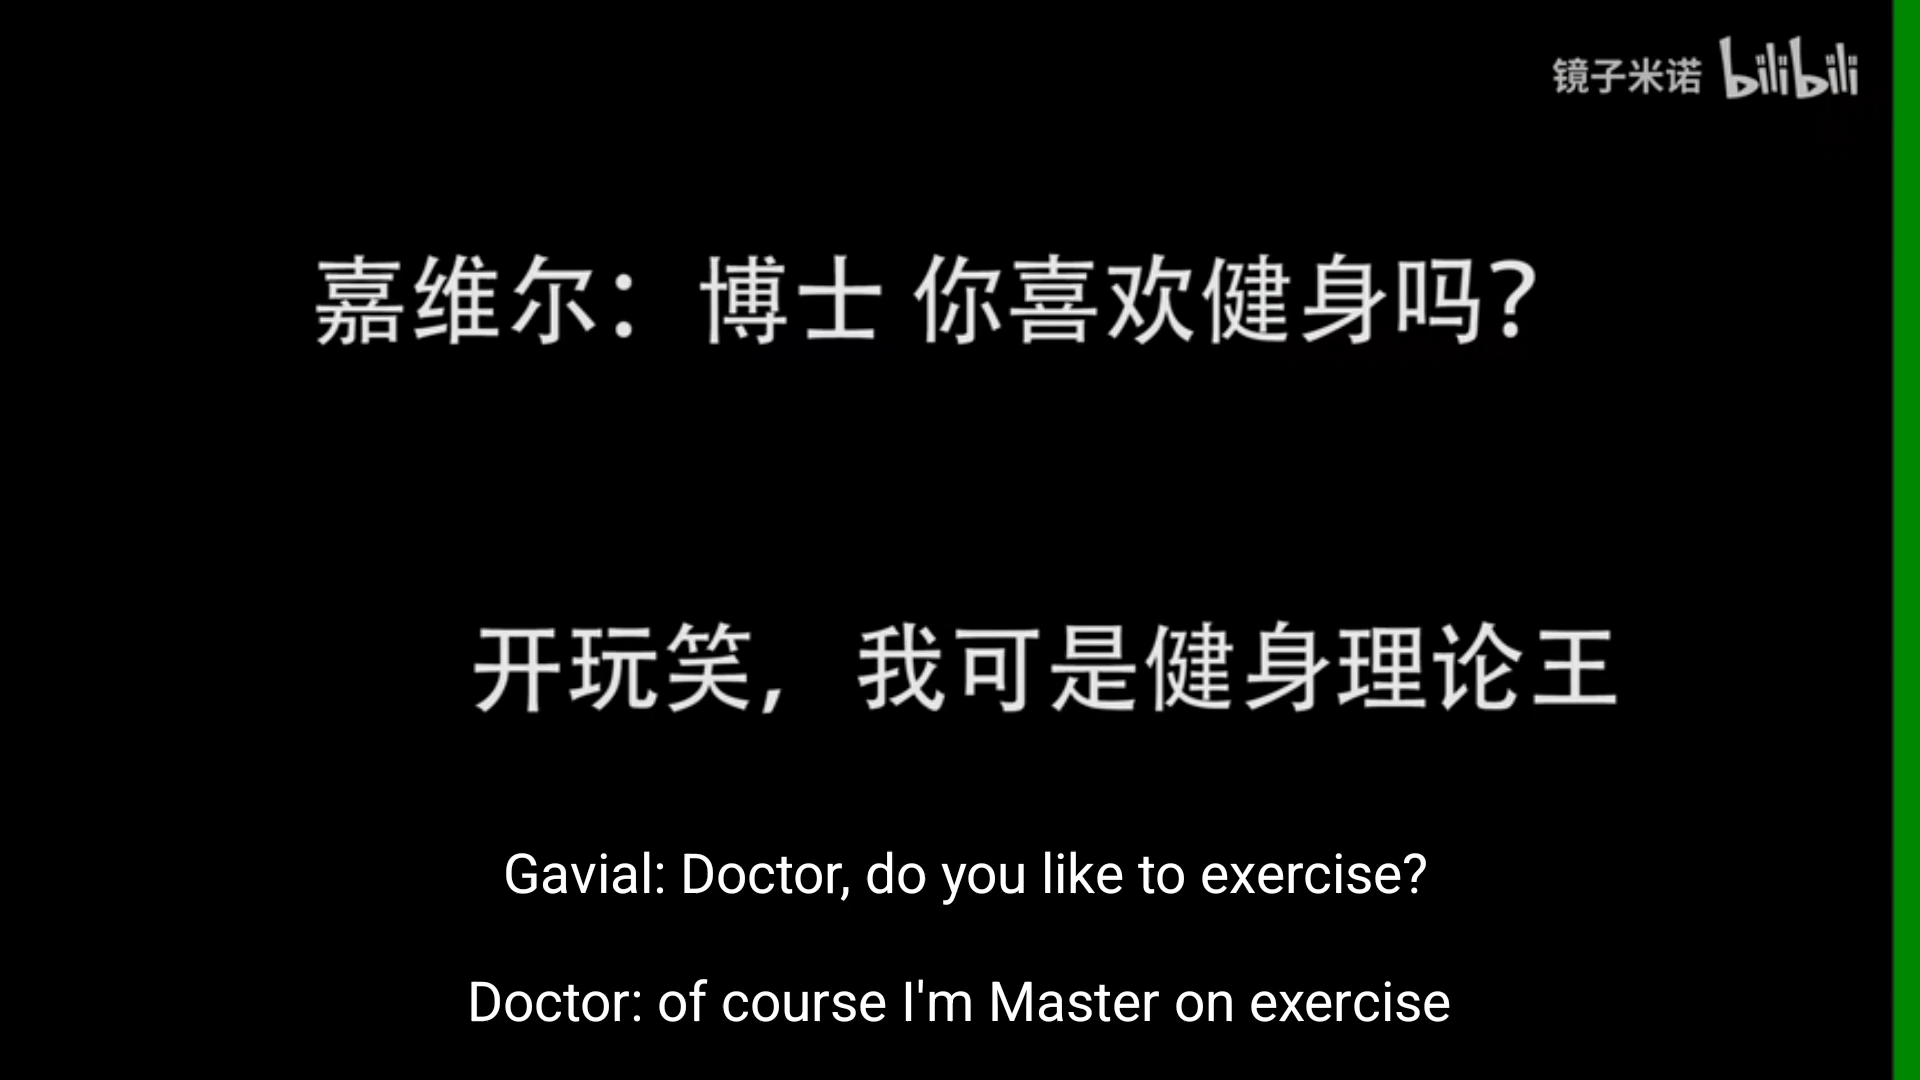 镜子米诺 bilibili
嘉维尔：博士 你喜欢健身吗？
开玩笑，我可是健身理论王
Gavial: Doctor, do you like to exercise?
Doctor: of course I'm Master on exercise